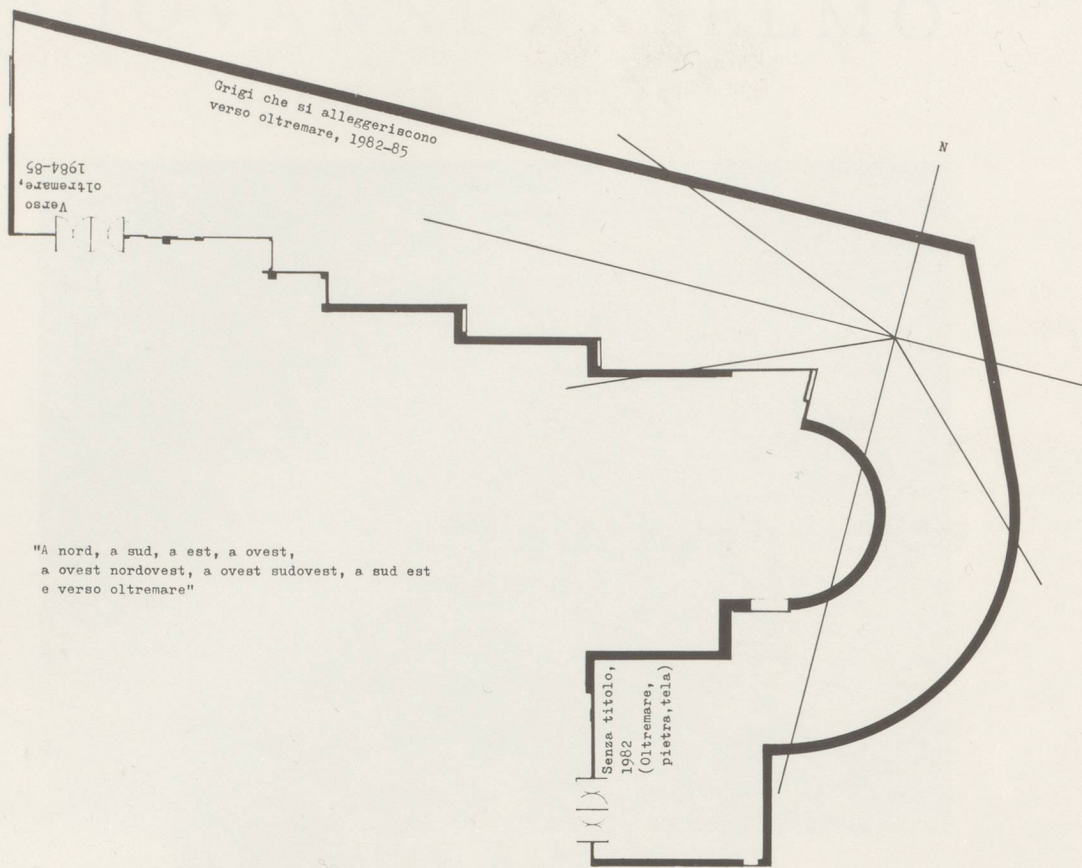 Grigi che si alleggeriscono
verso oltremare, 1982-85
N
Verso
oltremare,
1984-85
"A nord, a sud, a est, a ovest,
a ovest nordovest, a ovest sudovest, a sud est
e verso oltremare"
Senza titolo,
1982
(Oltremare,
pietra,tela)